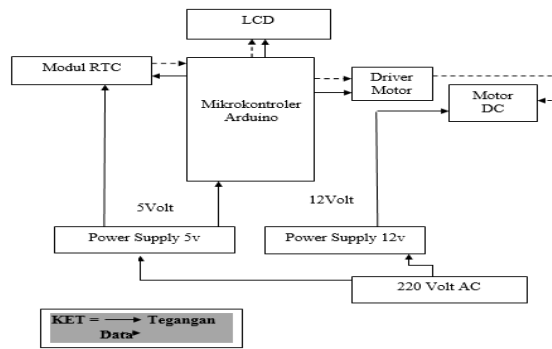 LCD
Modul RTC
Mikrokontroler
Arduino
Driver
Motor
Motor
DC
5Volt
12Volt
Power Supply 5v
Power Supply 12v
220 Volt AC
KET = Tegangan
Data